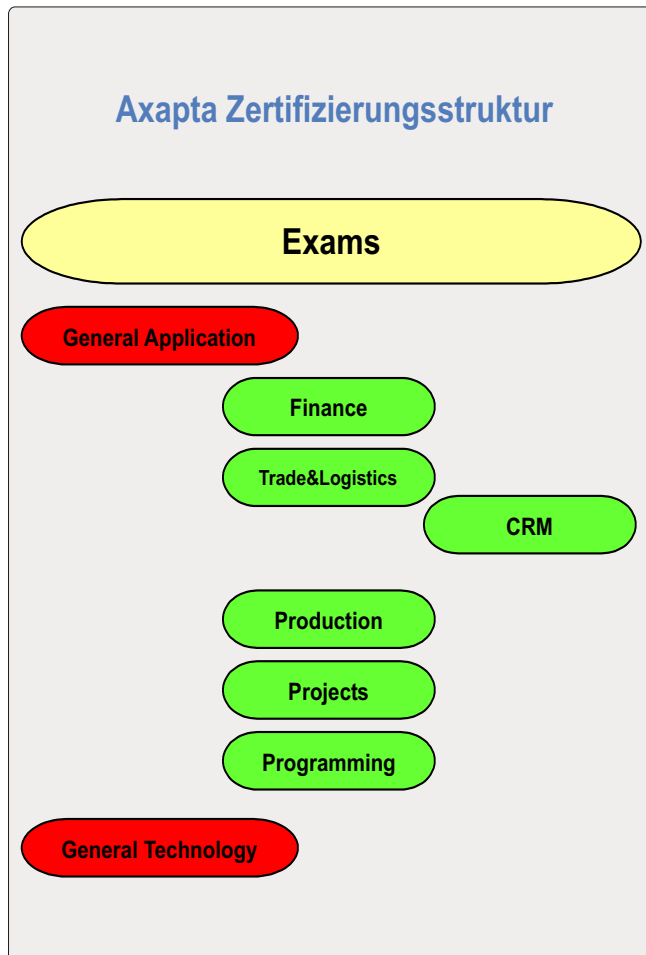 Axapta Zertifizierungsstruktur
Exams
General Application
Finance
Trade&Logistics
CRM
Production
Projects
Programming
General Technology